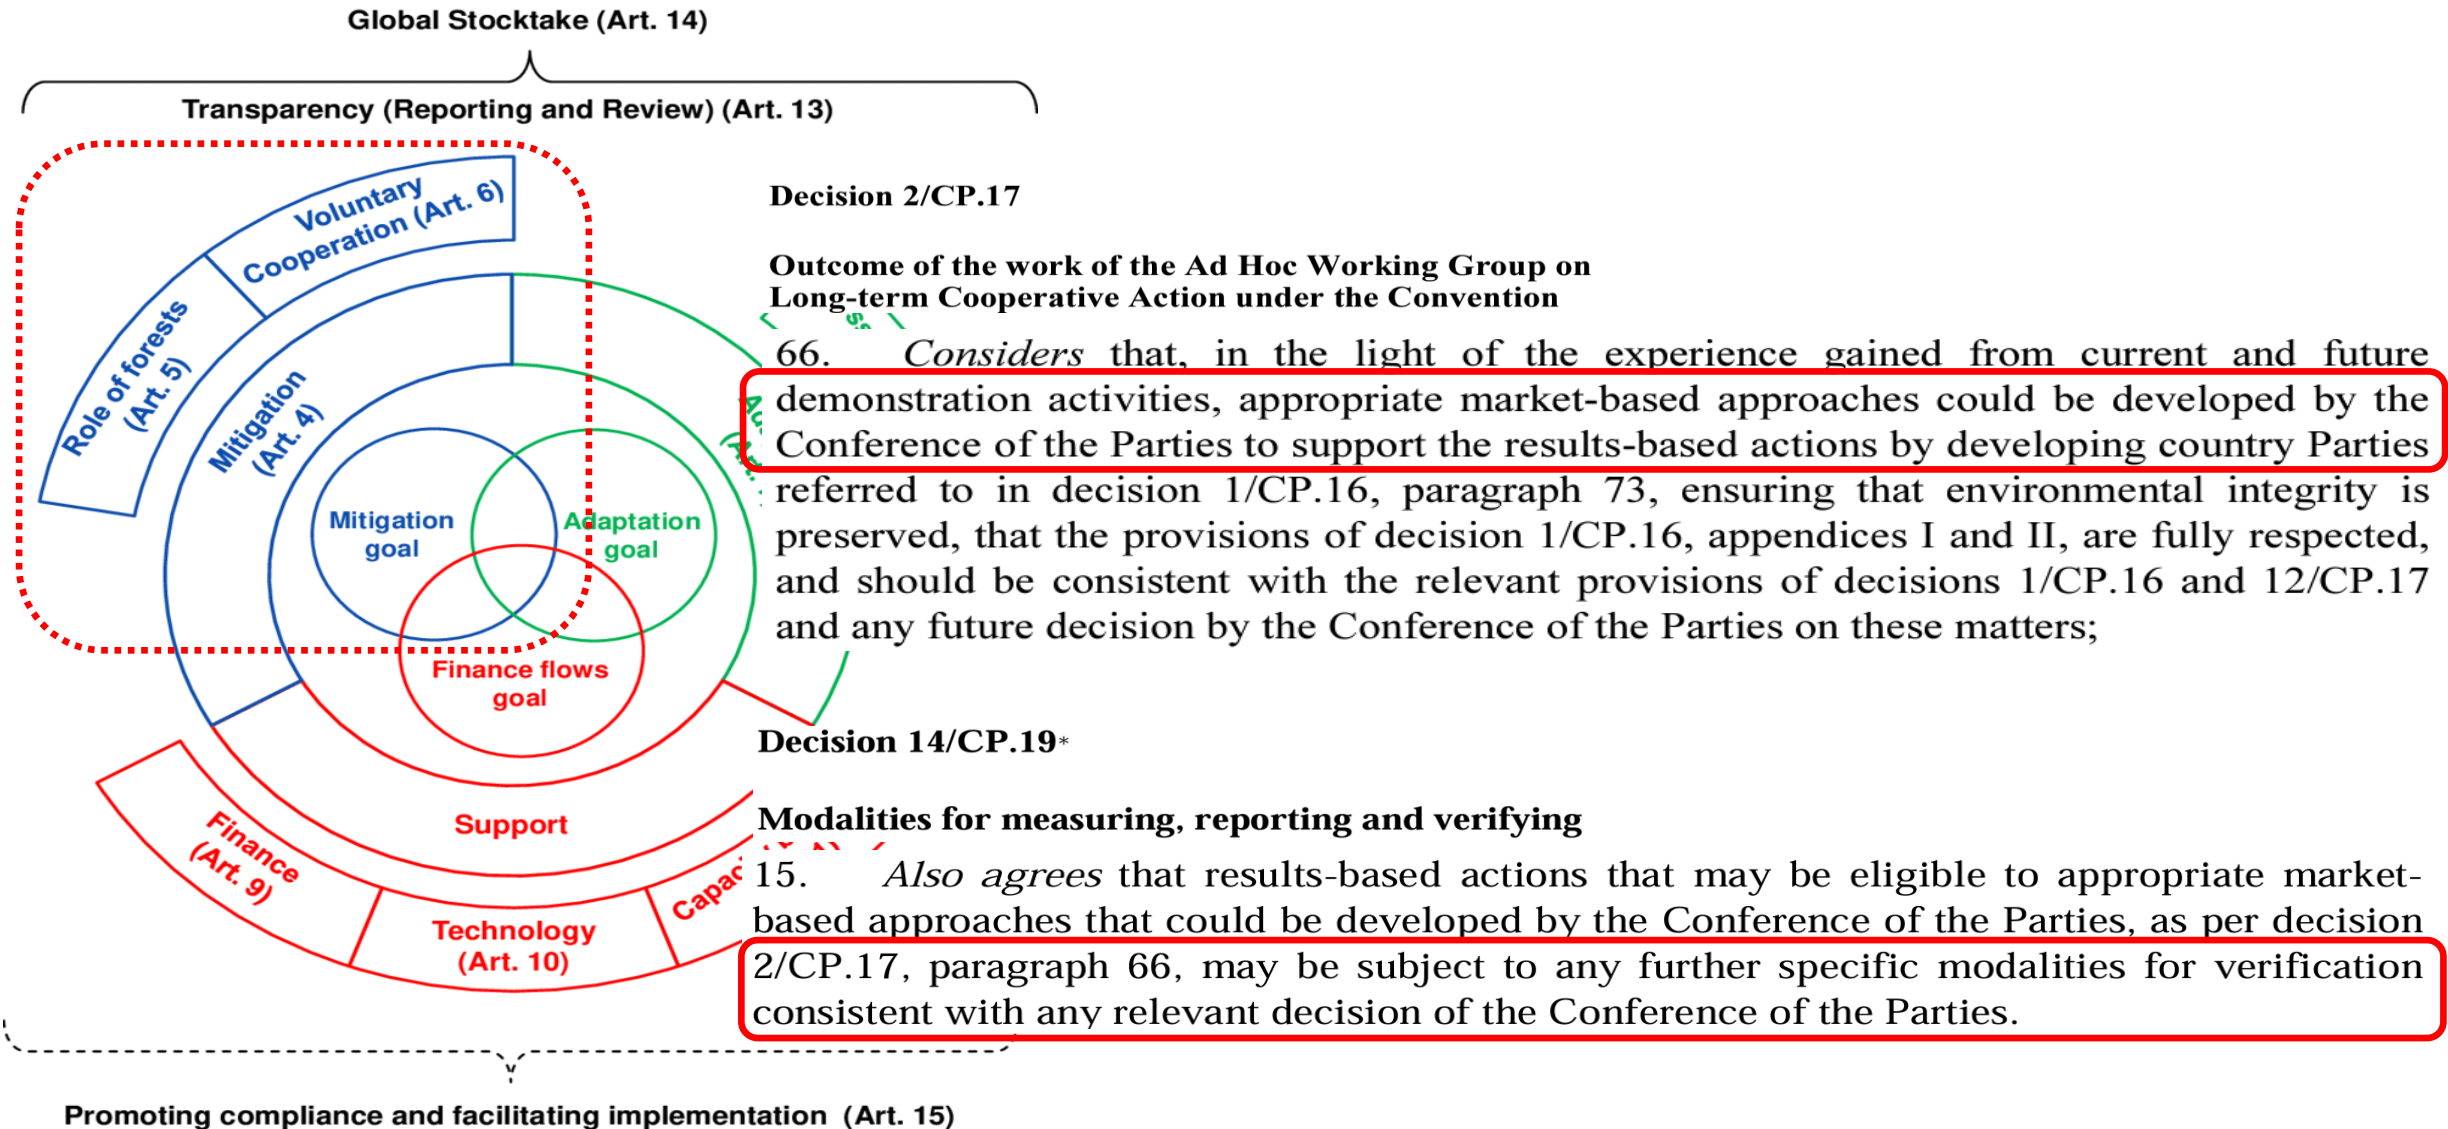 Global Stocktake (Art. 14)
Transparency (Reporting and Review) (Art. 13)
Voluntary
Cooperation (Art. 6)
Role of forests
(Art. 5)
Mitigation
(Art. 4)
Mitigation
goal
Adaptation
goal
Finance flows
goal
Support
Finance
(Art. 9)
Technology
(Art. 10)
Capac
Decision 2/CP.17
Outcome of the work of the Ad Hoc Working Group on
Long-term Cooperative Action under the Convention
66. Considers that, in the light of the experience gained from current and future
demonstration activities, appropriate market-based approaches could be developed by the
Conference of the Parties to support the results-based actions by developing country Parties
referred to in decision 1/CP.16, paragraph 73, ensuring that environmental integrity is
preserved, that the provisions of decision 1/CP.16, appendices I and II, are fully respected,
and should be consistent with the relevant provisions of decisions 1/CP.16 and 12/CP.17
and any future decision by the Conference of the Parties on these matters;
Decision 14/CP.19*
Modalities for measuring, reporting and verifying
15. Also agrees that results-based actions that may be eligible to appropriate market-
based approaches that could be developed by the Conference of the Parties, as per decision
2/CP.17, paragraph 66, may be subject to any further specific modalities for verification
consistent with any relevant decision of the Conference of the Parties.
Promoting compliance and facilitating implementation (Art. 15)